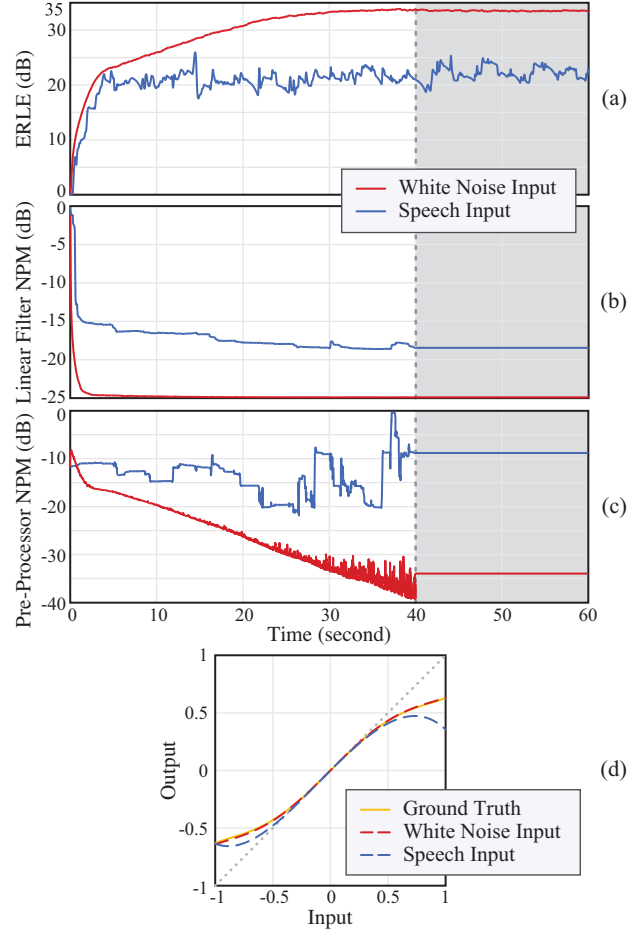 35
30
20
10
0
ERLE (dB)
(a)
White Noise Input
Speech Input
0
-5
-10
-15
-20
-25
Linear Filter NPM (dB)
(b)
0
-10
-20
-30
-40
Pre-Processor NPM (dB)
(c)
0 10 20 30 40 50 60
Time (second)
1
0.5
0
-0.5
-1
Output
(d)
Ground Truth
White Noise Input
Speech Input
-1 -0.5 0 0.5 1
Input